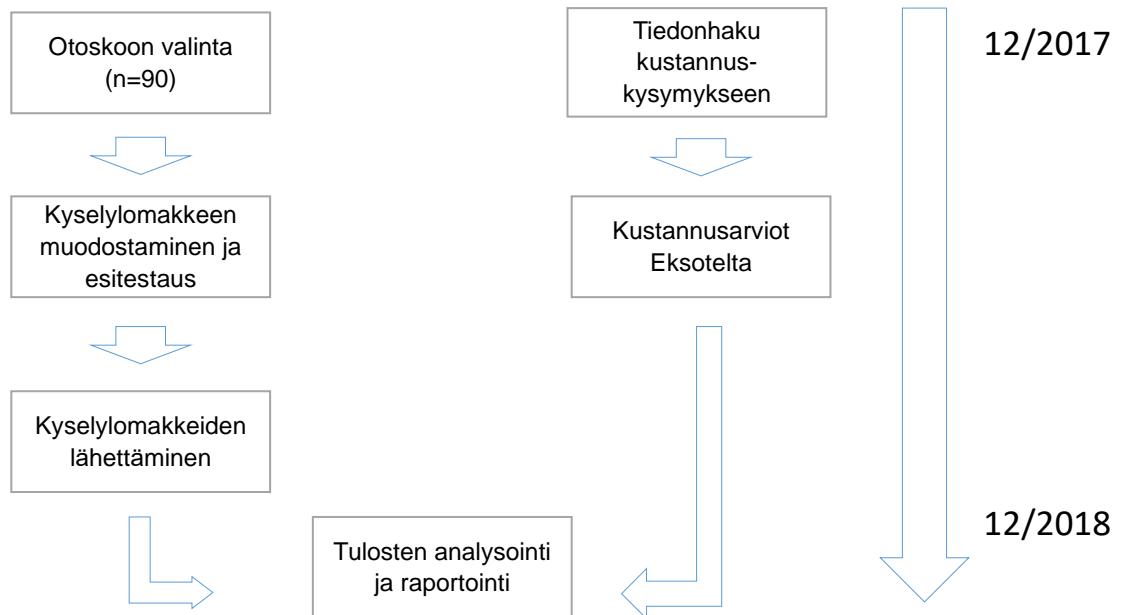 Otoskoon valinta
(n=90)
Tiedonhaku
kustannus-
kysymykseen
12/2017
Kyselylomakkeen
muodostaminen ja
esitestaus
Kustannusarviot
Eksotelta
Kyselylomakkeiden
lähettäminen
Tulosten analysointi
ja raportointi
12/2018